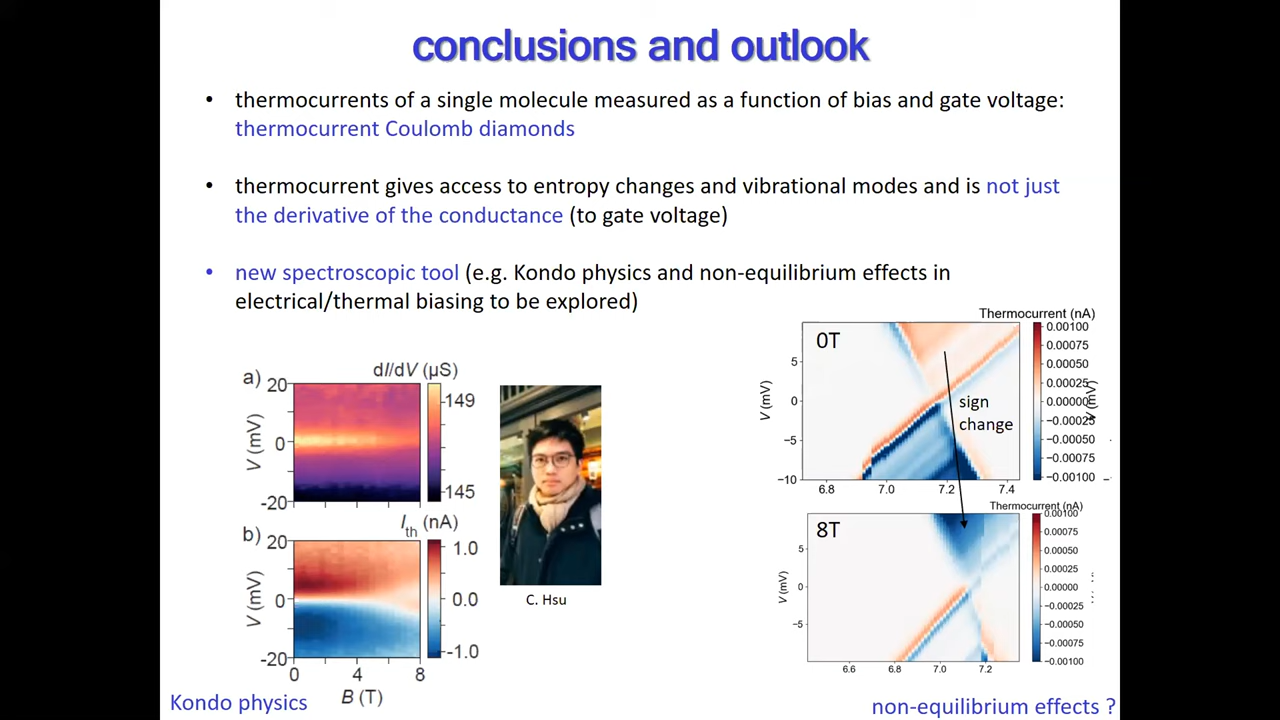 conclusions and outlook
• thermocurrents of a single molecule measured as a function of bias and gate voltage:
thermocurrent Coulomb diamonds
• thermocurrent gives access to entropy changes and vibrational modes and is not just
the derivative of the conductance (to gate voltage)
• new spectroscopic tool (e.g. Kondo physics and non-equilibrium effects in
electrical/thermal biasing to be explored)
a)
dI/dV (µS)
20
0
-20
V (mV)
149
145
b)
Ith (nA)
20
0
-20
V (mV)
1.0
0.0
-1.0
0 4 8
B (T)
Kondo physics
C. Hsu
Thermocurrent (nA)
0T
V (mV)
5
0
−5
−10
6.8 7.0 7.2 7.4
sign
change
0.00100
0.00075
0.00050
0.00025
0.00000
−0.00025
−0.00050
−0.00075
−0.00100
V (mV)
Thermocurrent (nA)
8T
V (mV)
5
0
−5
6.6 6.8 7.0 7.2
0.00100
0.00075
0.00050
0.00025
0.00000
−0.00025
−0.00050
−0.00075
−0.00100
non-equilibrium effects ?